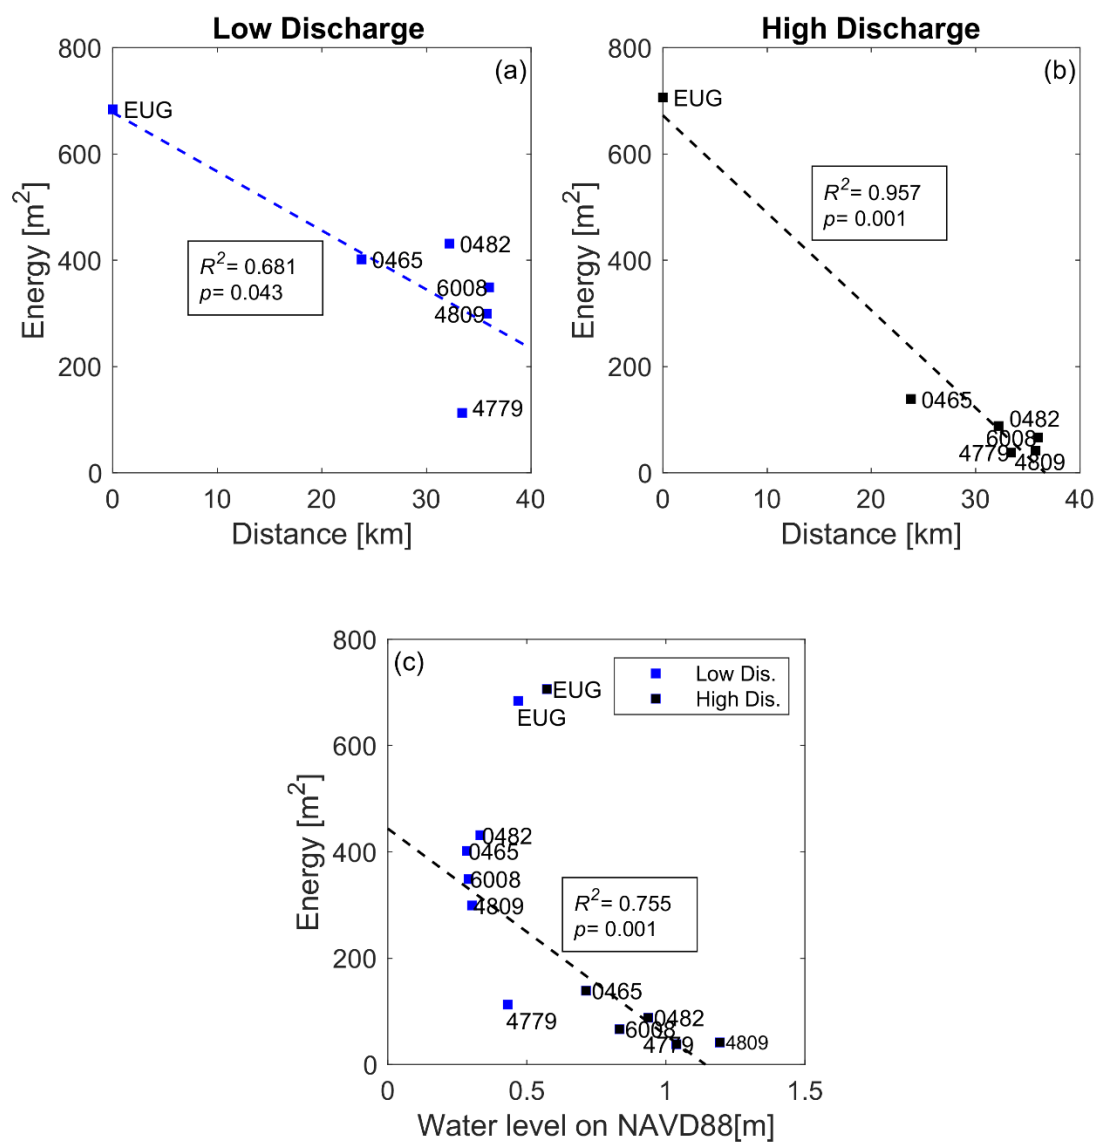 Low Discharge
800
600
400
200
0
Energy [m²]
(a)
EUG
0482
0465
6008
4809
4779
R²= 0.681
p= 0.043
0 10 20 30 40
Distance [km]
High Discharge
800
600
400
200
0
Energy [m²]
(b)
EUG
R²= 0.957
p= 0.001
0465
0482
6008
4779
4809
0 10 20 30 40
Distance [km]
800
600
400
200
0
Energy [m²]
(c)
Low Dis.
High Dis.
EUG
EUG
0482
0465
6008
4809
R²= 0.755
p= 0.001
0465
4779
0482
6008
4779
4809
0 0.5 1 1.5
Water level on NAVD88[m]